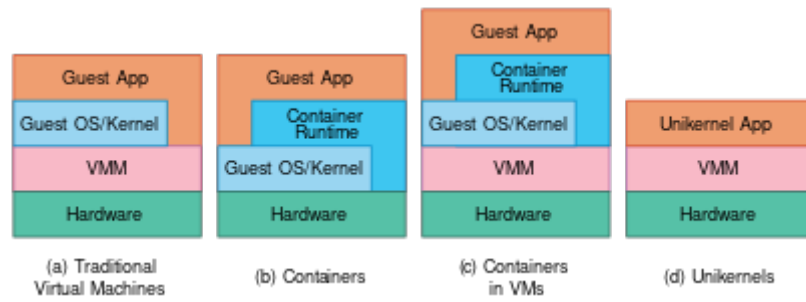 Guest App
Guest OS/Kernel
VMM
Hardware
(a) Traditional
Virtual Machines
Guest App
Container
Runtime
Guest OS/Kernel
Hardware
(b) Containers
Guest App
Container
Runtime
Guest OS/Kernel
VMM
Hardware
(c) Containers
in VMs
Unikernel App
VMM
Hardware
(d) Unikernels